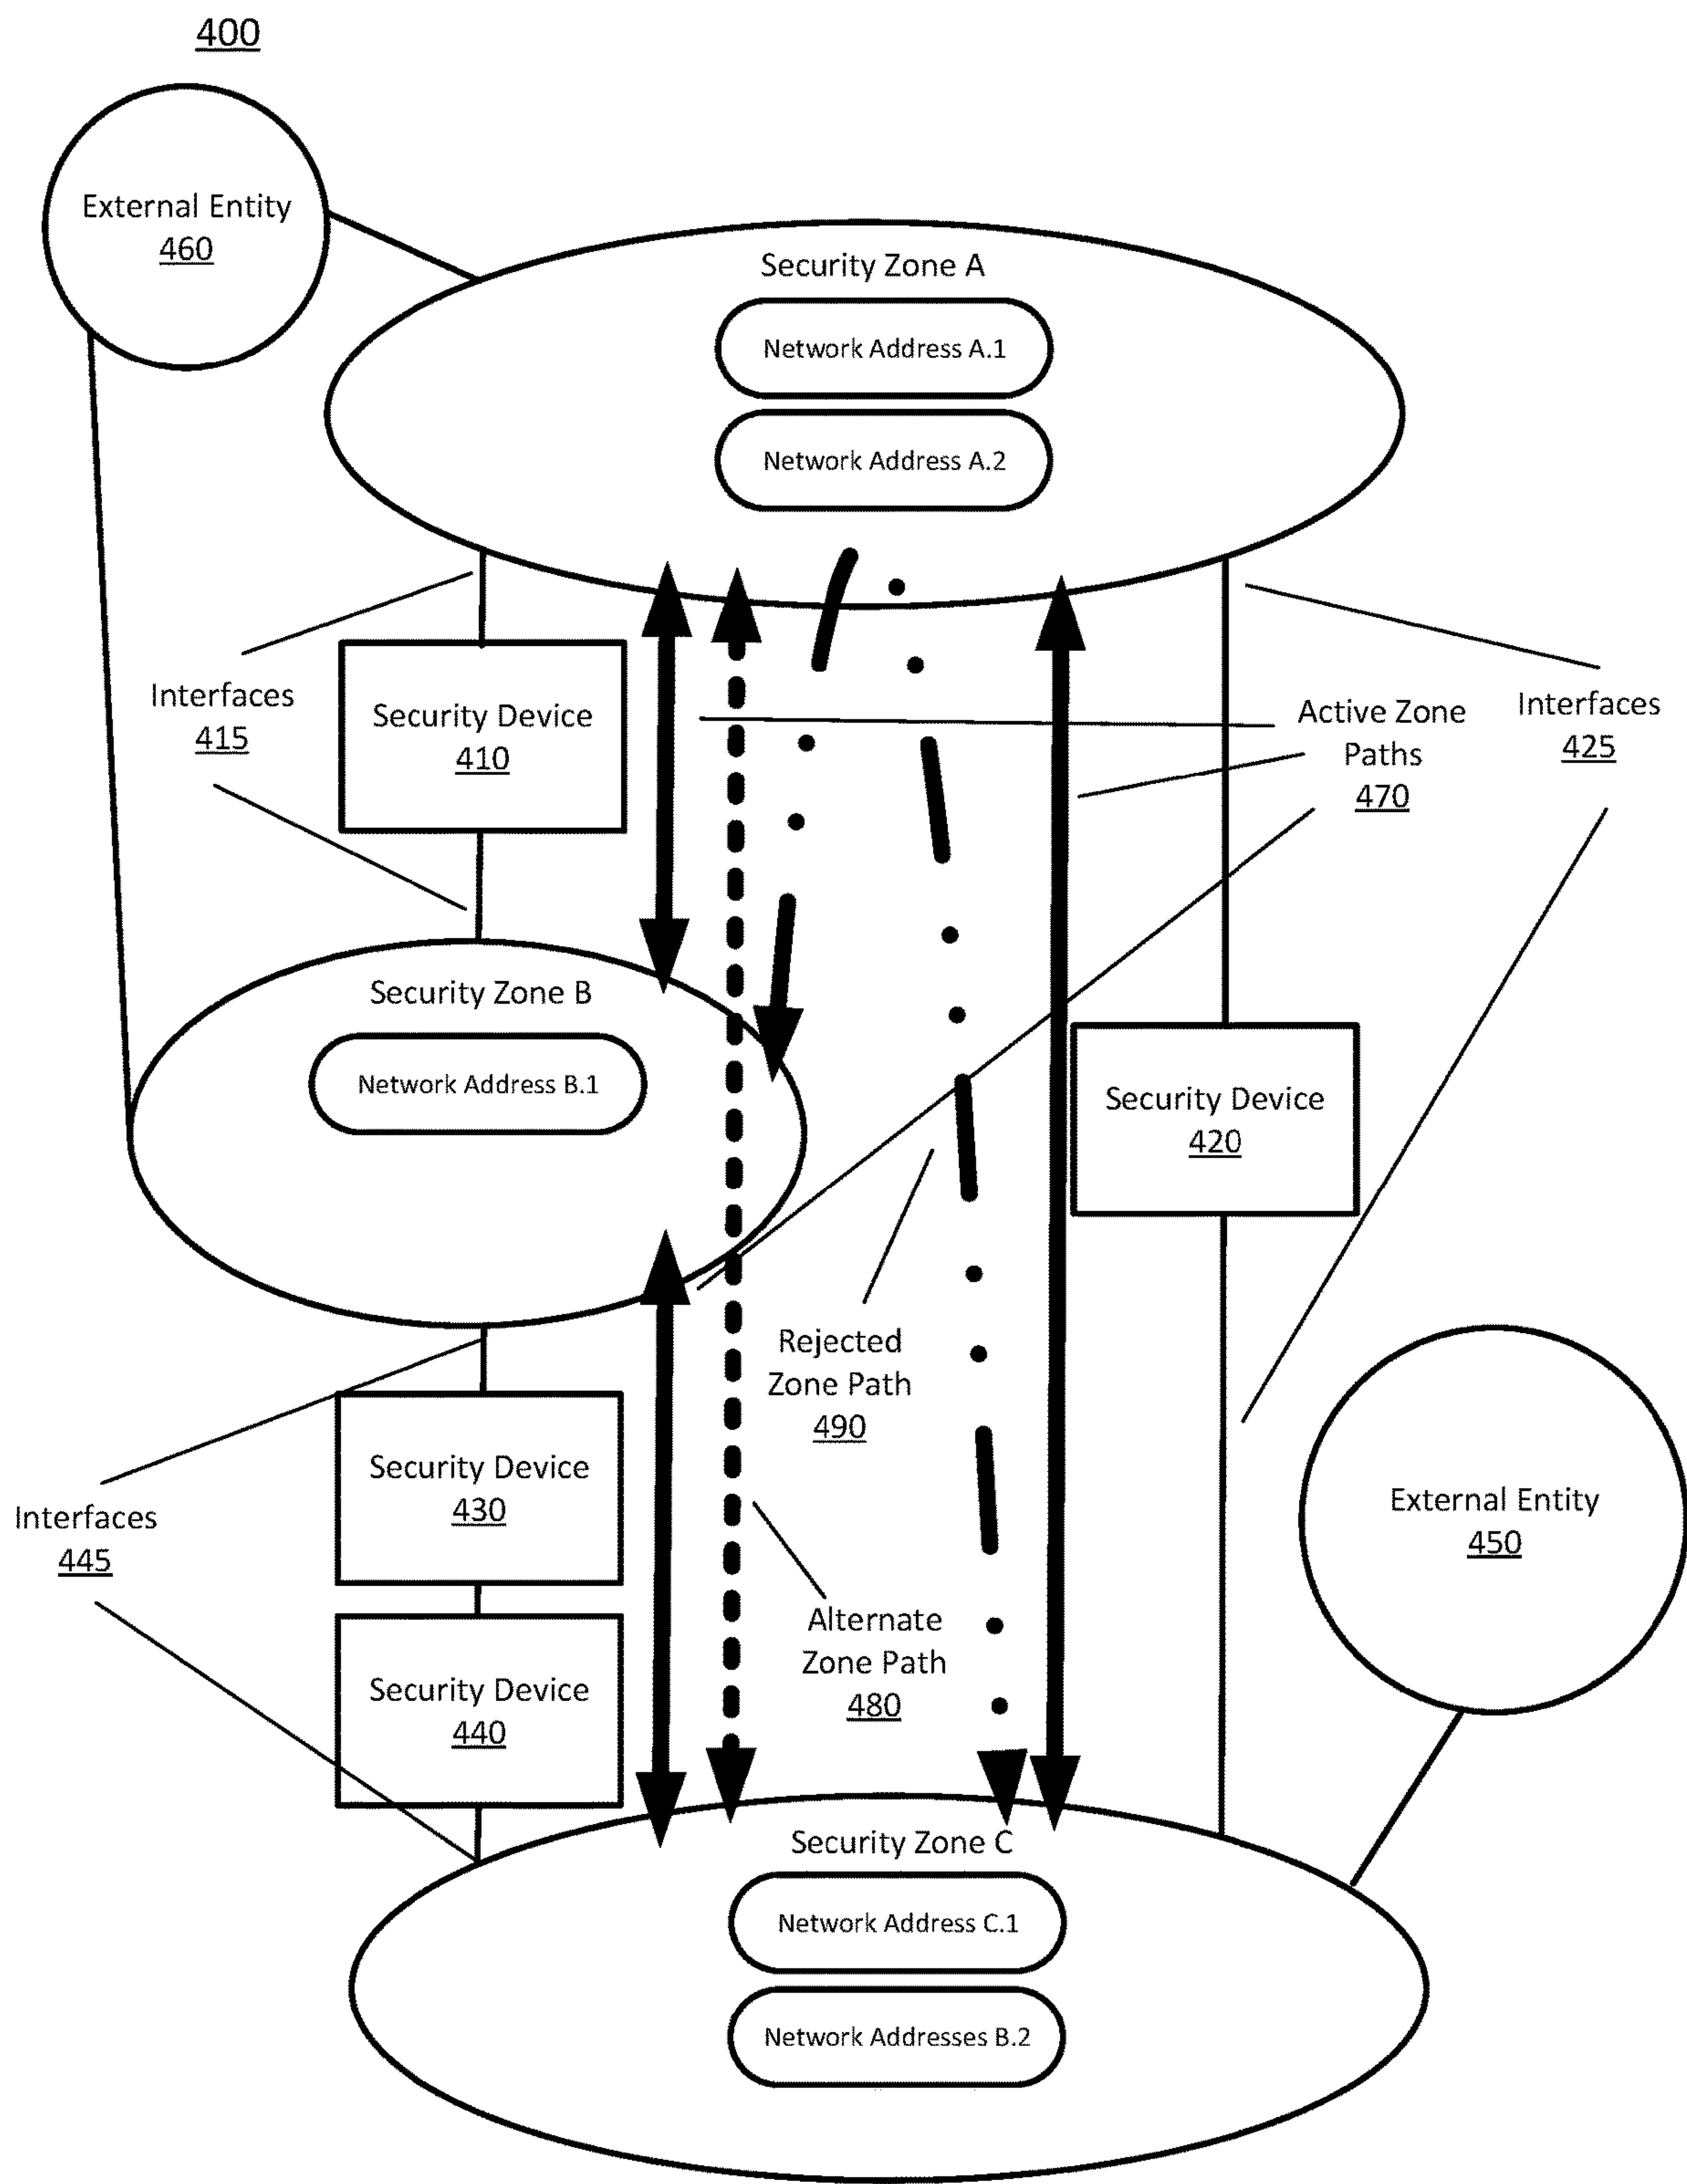 400
External Entity
460
Security Zone A
Network Address A.1
Network Address A.2
Interfaces
415
Security Device
410
Active Zone
Paths
470
Interfaces
425
Security Zone B
Network Address B.1
Security Device
420
Rejected
Zone Path
490
Security Device
430
Interfaces
445
External Entity
450
Alternate
Zone Path
480
Security Device
440
Security Zone C
Network Address C.1
Network Addresses B.2